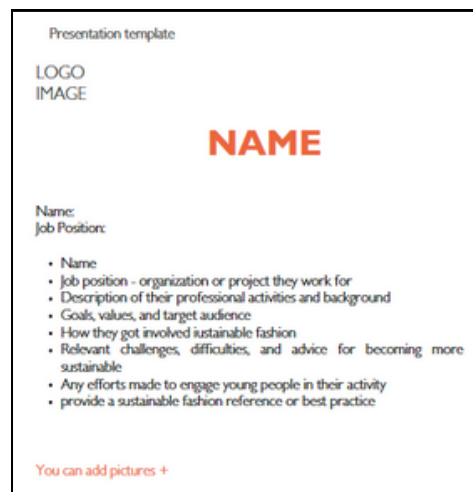 Presentation template
LOGO
IMAGE
NAME
Name:
Job Position:
• Name
• Job position - organization or project they work for
• Description of their professional activities and background
• Goals, values, and target audience
• How they got involved iustainable fashion
• Relevant challenges, difficulties, and advice for becoming more
sustainable
• Any efforts made to engage young people in their activity
• provide a sustainable fashion reference or best practice
You can add pictures +